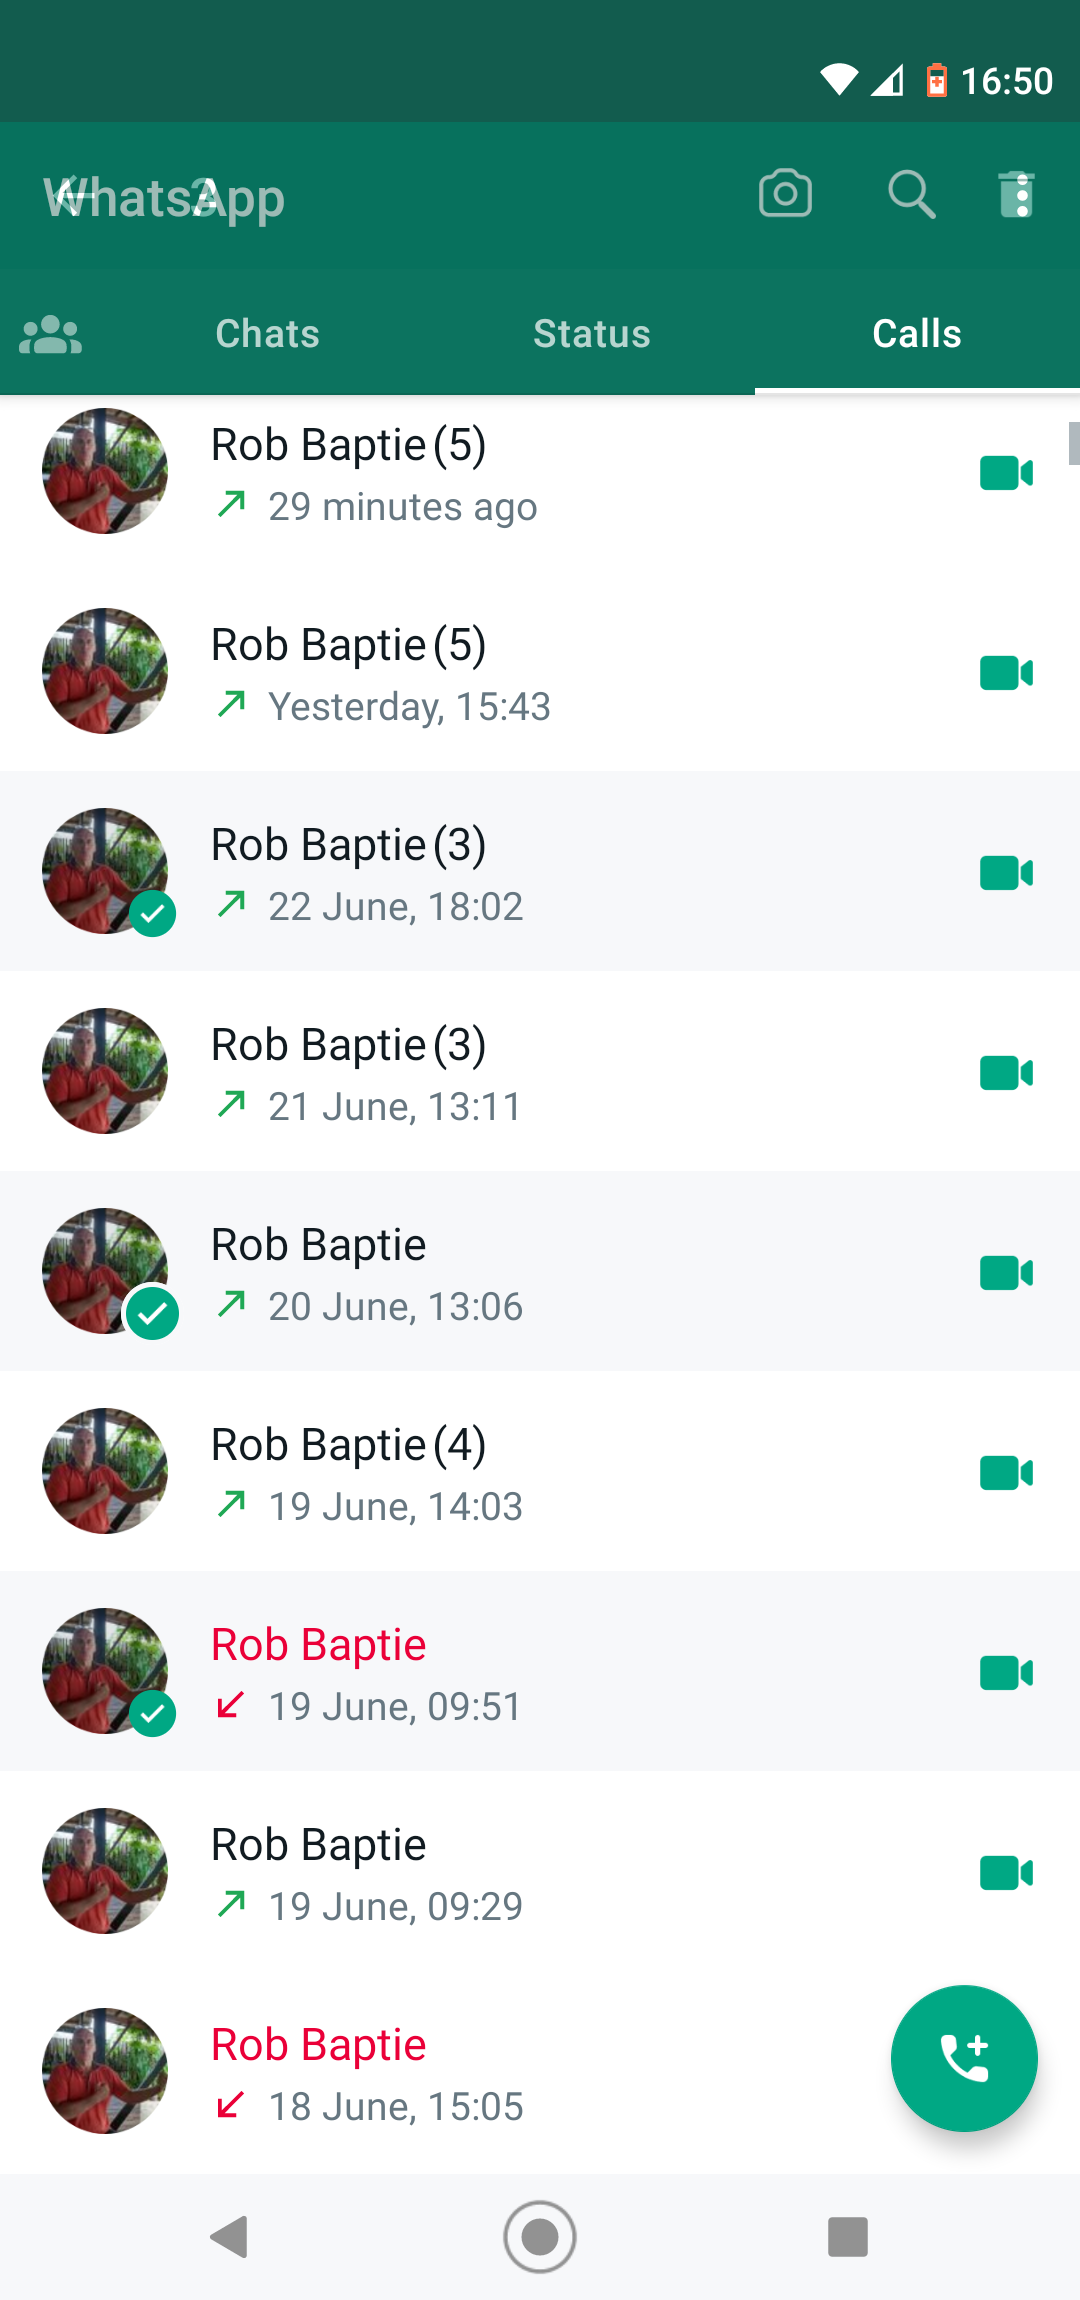 16:50
WhatsApp
3
Chats Status Calls
Rob Baptie (5)
29 minutes ago
Rob Baptie (5)
Yesterday, 15:43
Rob Baptie (3)
22 June, 18:02
Rob Baptie (3)
21 June, 13:11
Rob Baptie
20 June, 13:06
Rob Baptie (4)
19 June, 14:03
Rob Baptie
19 June, 09:51
Rob Baptie
19 June, 09:29
Rob Baptie
18 June, 15:05